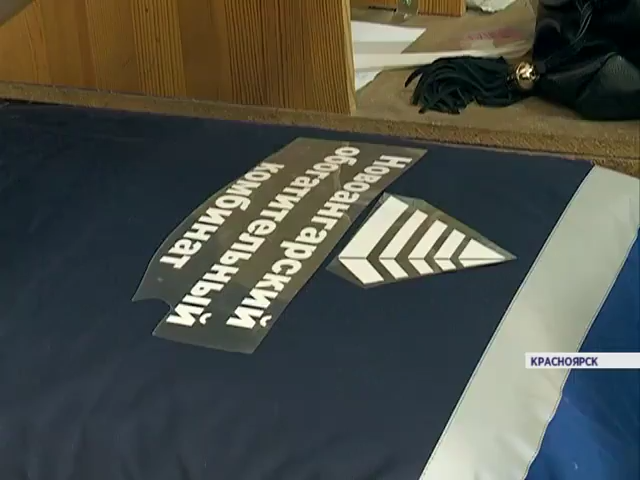 Новоангарский
обогатительный
комбинат
КРАСНОЯРСК